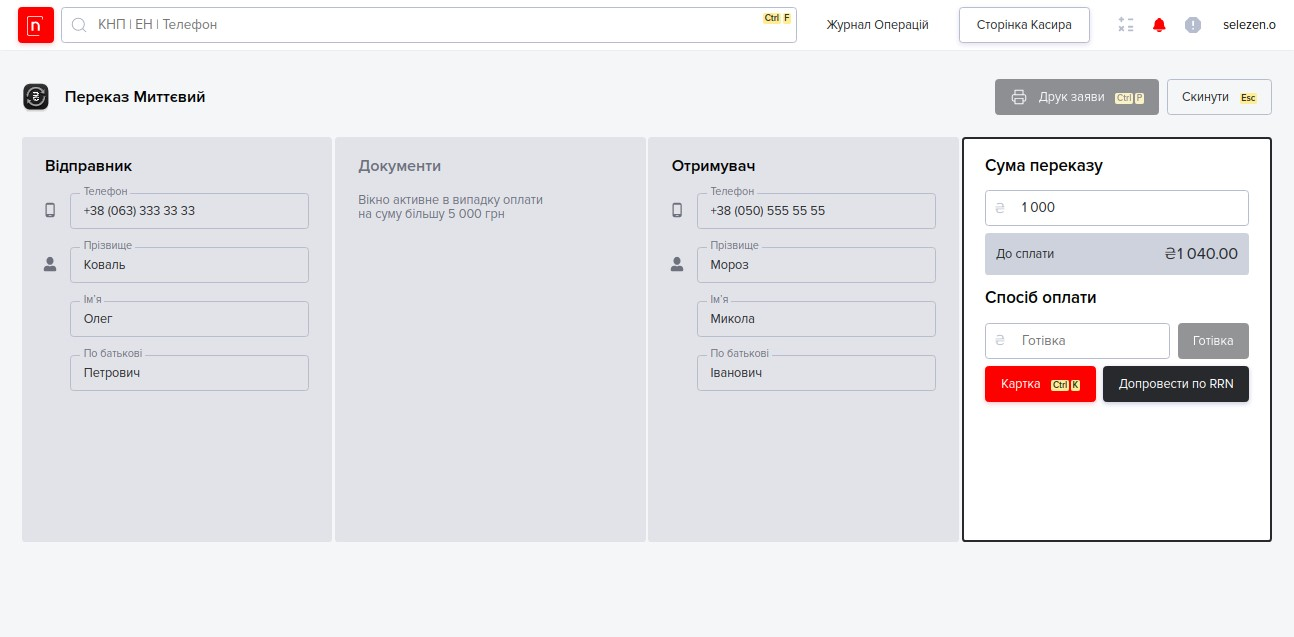 n
КНП | ЕН | Телефон
Ctrl F
Журнал Операцій
Сторінка Касира
selezen.o
Переказ Миттєвий
Друк заяви Ctrl P
Скинути Esc
Відправник
Телефон
+38 (063) 333 33 33
Прізвище
Коваль
Ім'я
Олег
По батькові
Петрович
Документи
Вікно активне в випадку оплати
на суму більшу 5 000 грн
Отримувач
Телефон
+38 (050) 555 55 55
Прізвище
Мороз
Ім'я
Микола
По батькові
Іванович
Сума переказу
₴ 1 000
До сплати ₴1 040.00
Спосіб оплати
₴ Готівка
Готівка
Картка Ctrl K
Допровести по RRN